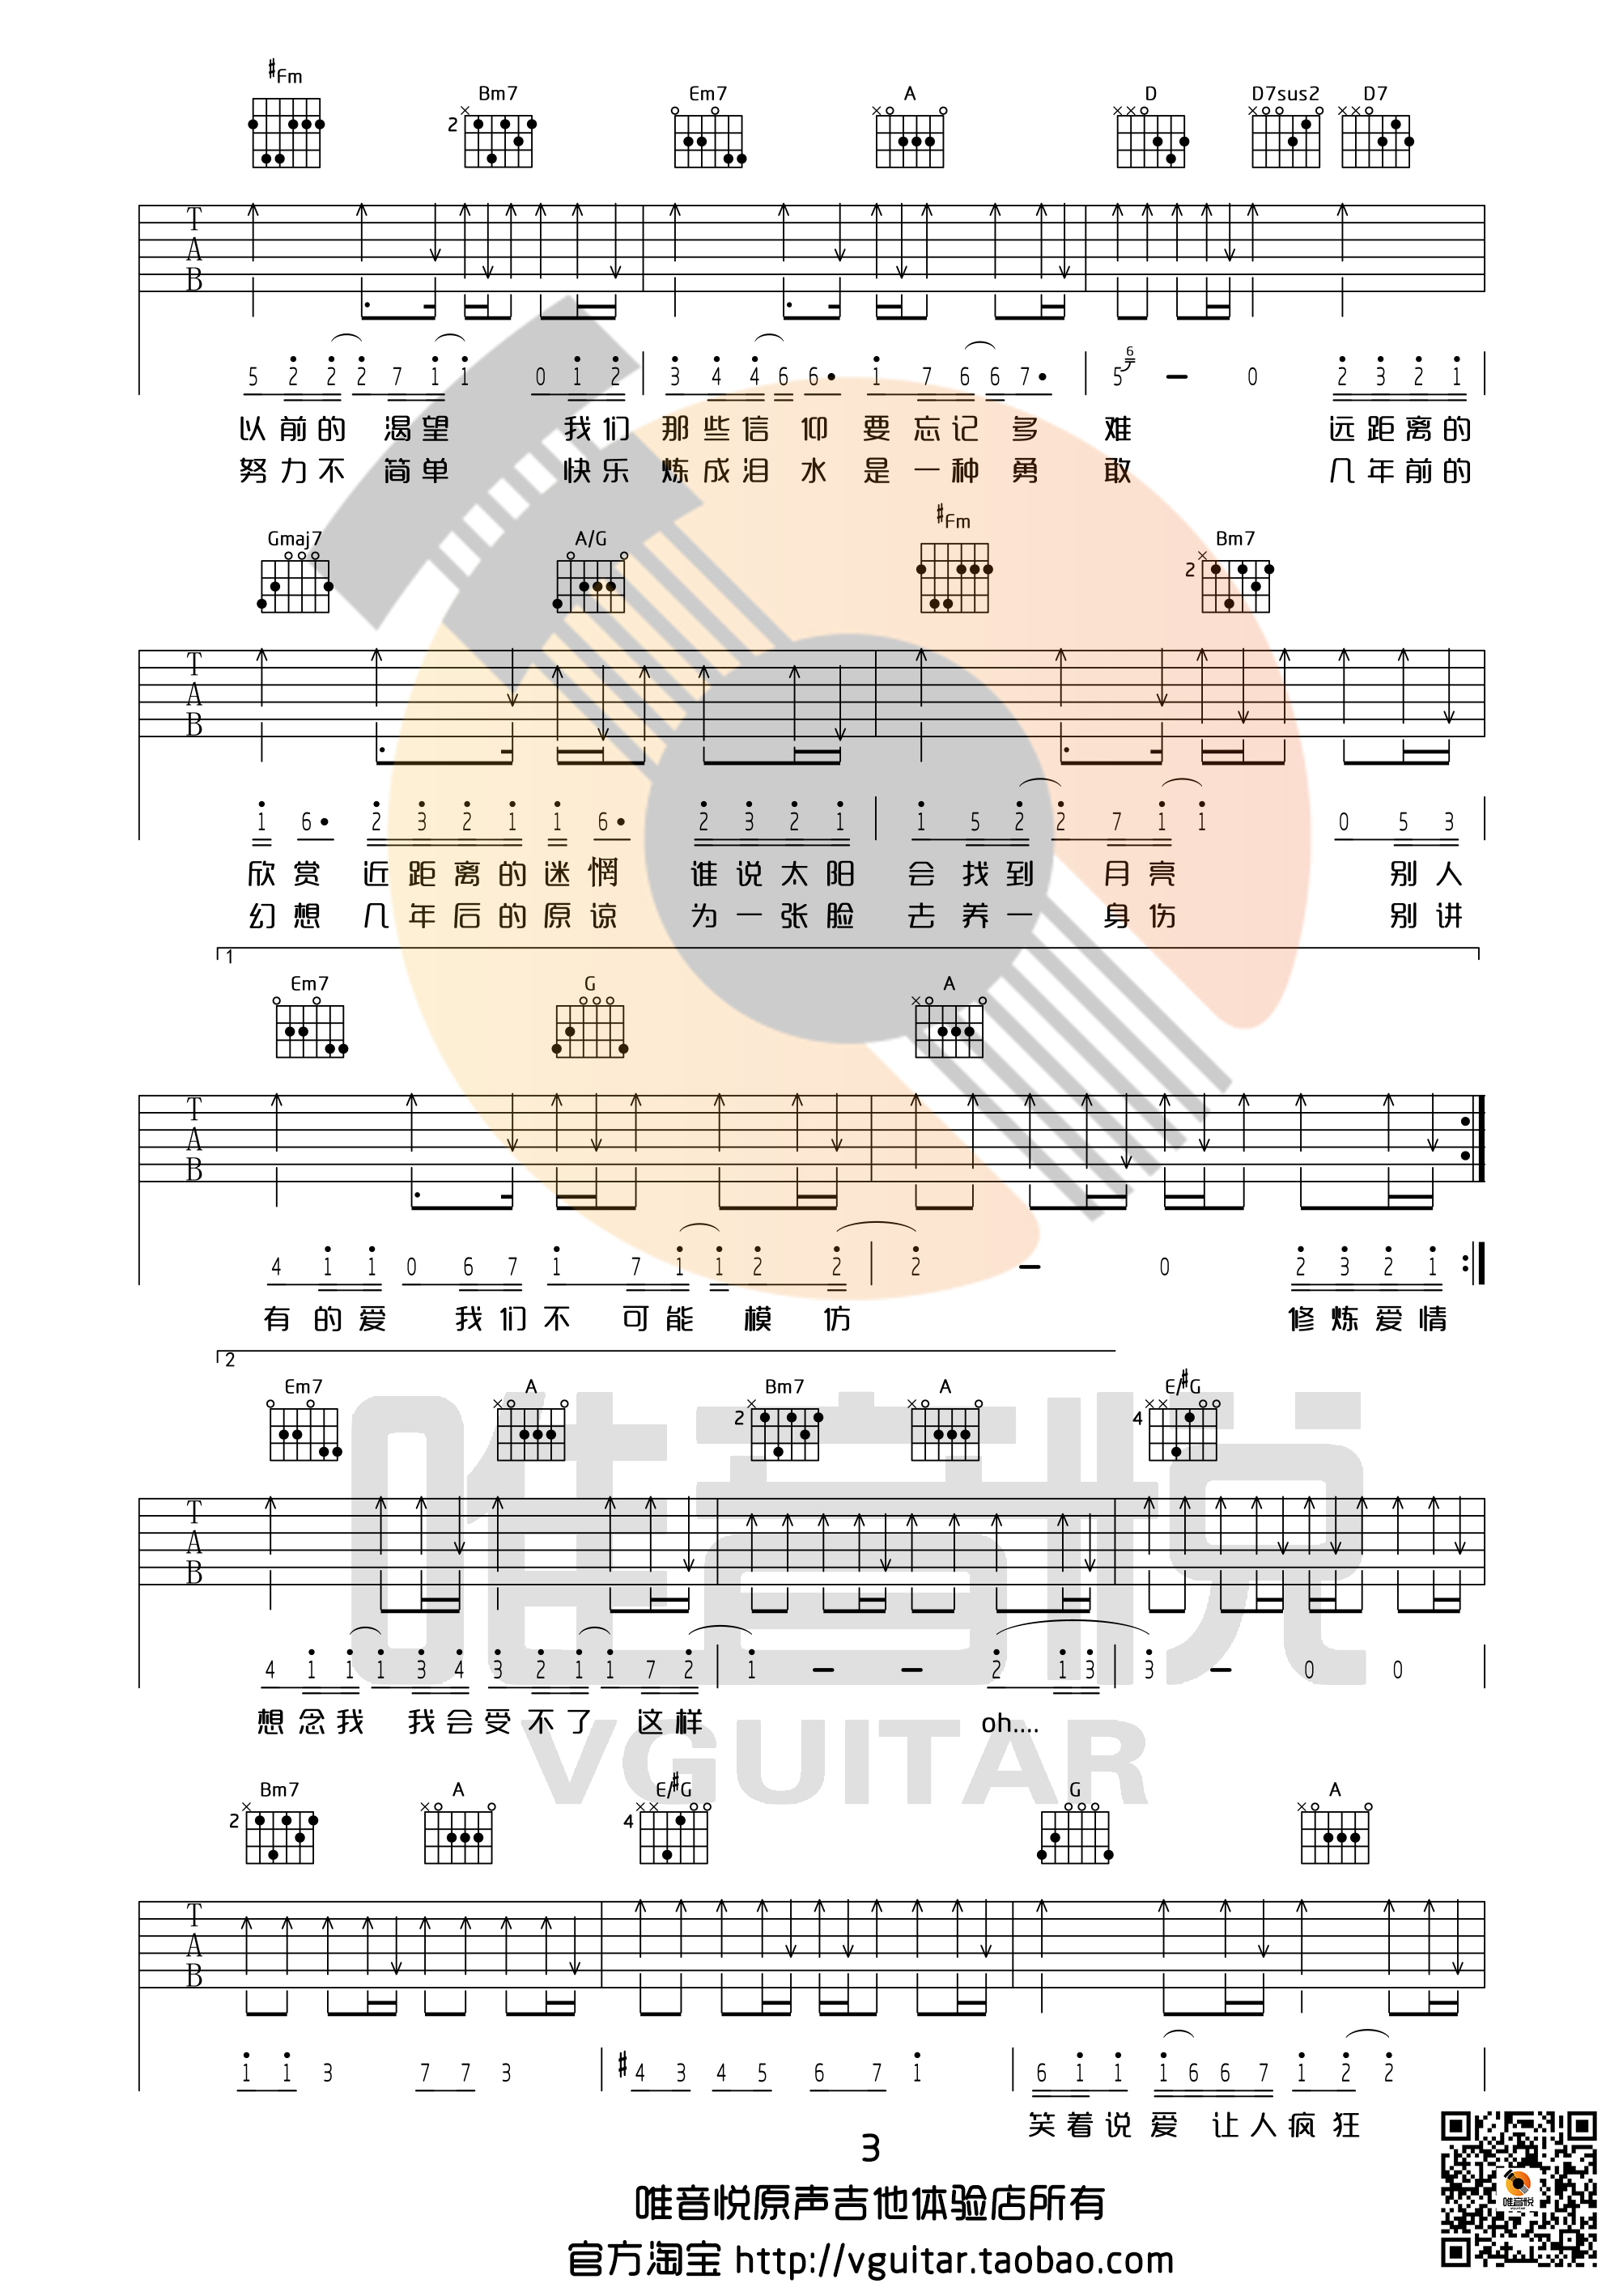 #Fm Bm7 Em7 A D D7sus2 D7
2
T
A
B
5 2 2 2 7 1 1 0 1 2 3 4 4 6 6 1 7 6 6 7 5 6 - 0 2 3 2 1
以前的 渴望 我们 那些信 仰 要忘记 多 难 远距离的
努力不 简单 快乐 炼成泪 水 是一种 勇 敢 几年前的
Gmaj7 A/G #Fm Bm7
2
T
A
B
1 6 2 3 2 1 1 6 2 3 2 1 1 5 2 2 7 1 1 0 5 3
欣赏 近距离的迷惘 谁说太阳 会找到 月亮 别人
幻想 几年后的原谅 为一张脸 去养一 身伤 别讲
1
Em7 G A
T
A
B
4 1 1 0 6 7 1 7 1 1 2 2 2 - 0 2 3 2 1
有的爱 我们不 可能 模 仿 修炼爱情
2
Em7 A Bm7 A E/#G
2 4
T
A
B
4 1 1 1 3 4 3 2 1 1 7 2 1 - - 2 1 3 3 - 0 0
想念我 我会受不了 这样 oh....
唯音悦
VGUITAR
Bm7 A E/#G G A
2 4
T
A
B
1 1 3 7 7 3 #4 3 4 5 6 7 1 6 1 1 1 6 6 7 1 2 2
笑着说爱 让人疯狂
3
唯音悦原声吉他体验店所有
官方淘宝 http://vguitar.taobao.com
唯音悦